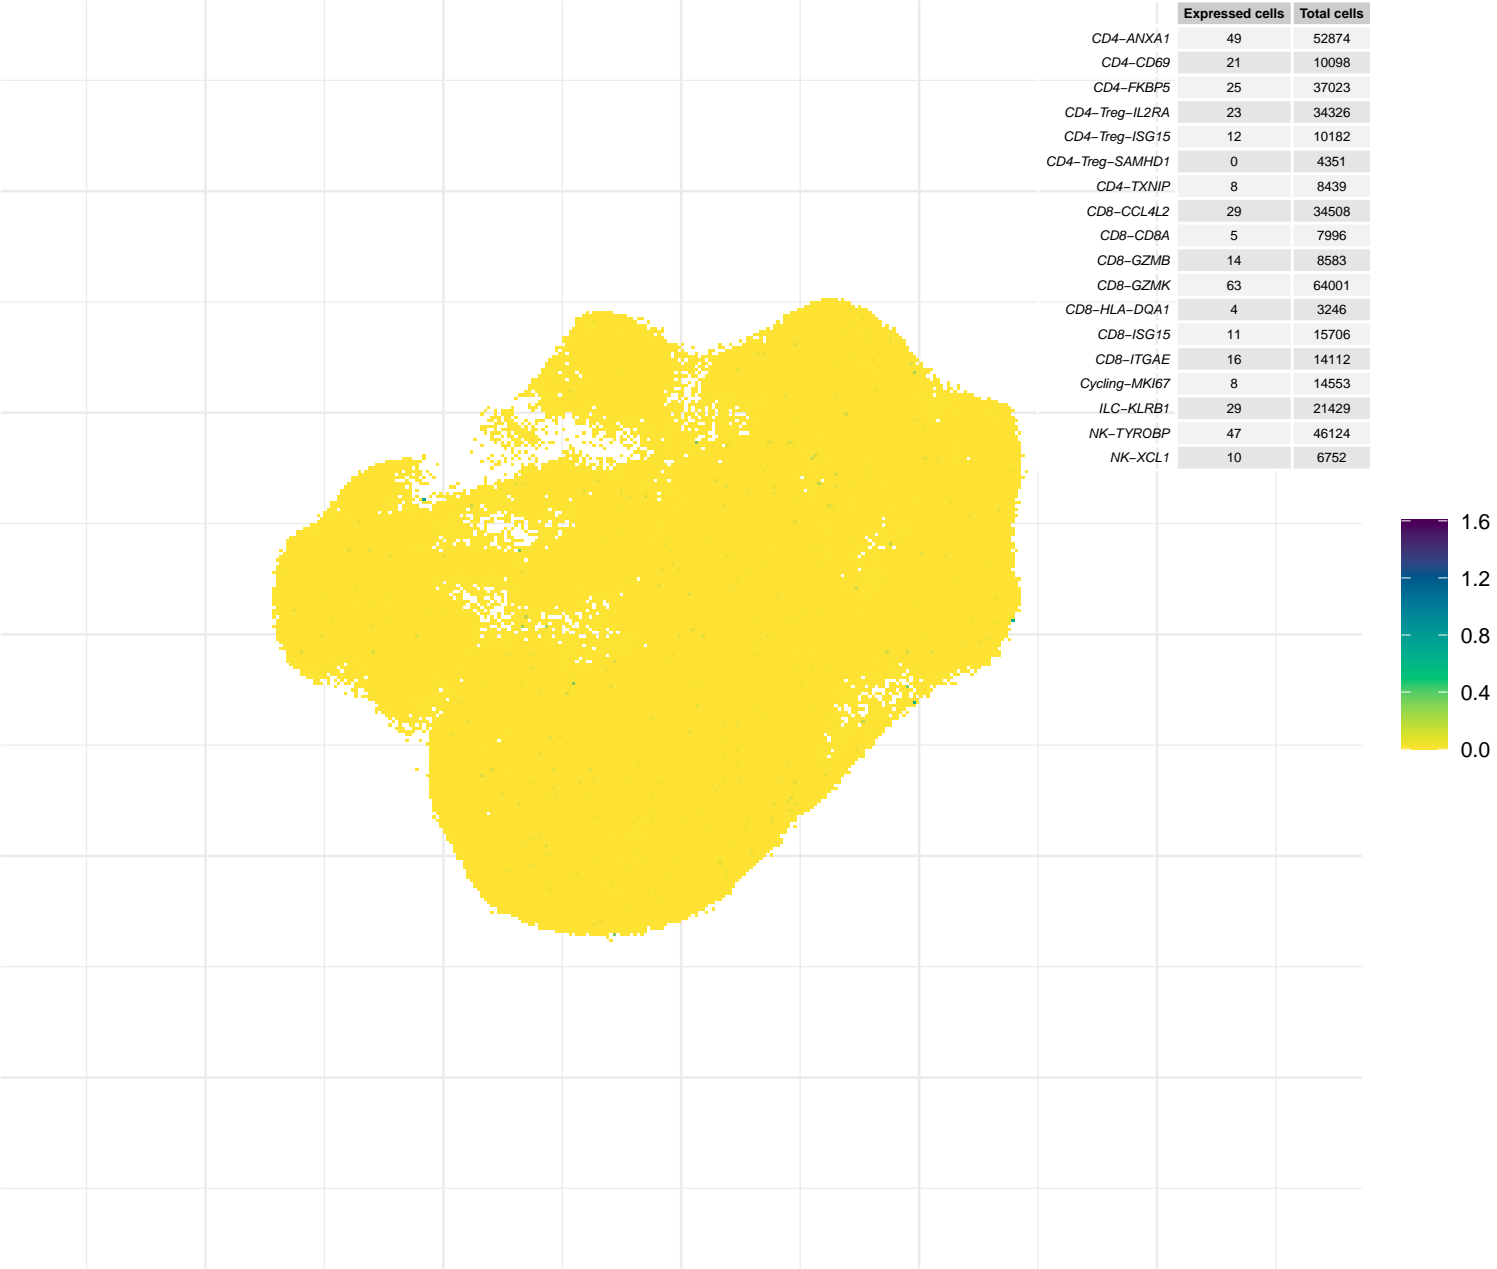 Expressed cells Total cells
CD4−ANXA1 49 52874
CD4−CD69 21 10098
CD4−FKBP5 25 37023
CD4−Treg−IL2RA 23 34326
CD4−Treg−ISG15 12 10182
CD4−Treg−SAMHD1 0 4351
CD4−TXNIP 8 8439
CD8−CCL4L2 29 34508
CD8−CD8A 5 7996
CD8−GZMB 14 8583
CD8−GZMK 63 64001
CD8−HLA−DQA1 4 3246
CD8−ISG15 11 15706
CD8−ITGAE 16 14112
Cycling−MKI67 8 14553
ILC−KLRB1 29 21429
NK−TYROBP 47 46124
NK−XCL1 10 6752
1.6
1.2
0.8
0.4
0.0